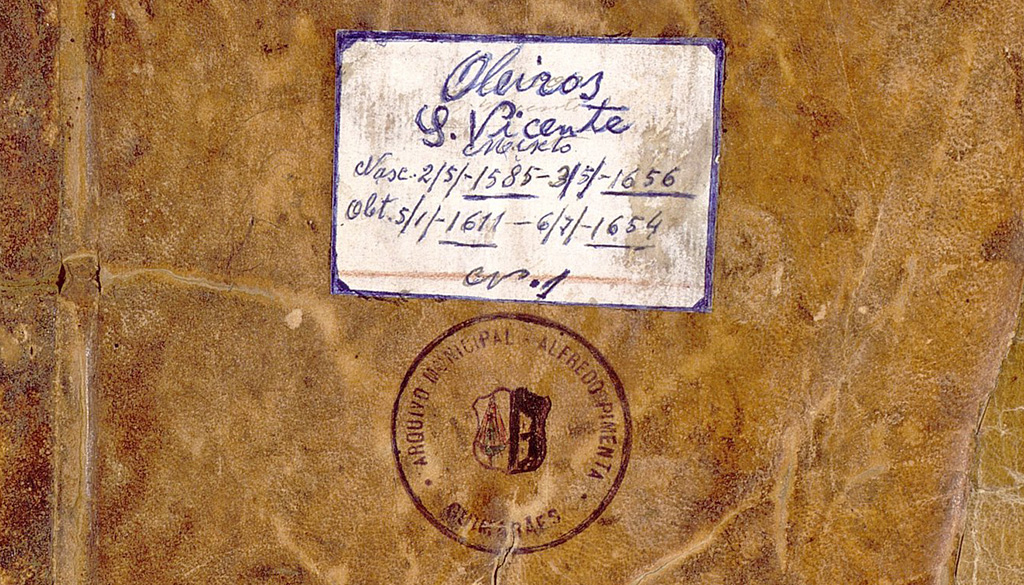 Oleiros
S. Vicente
Mixto
Nasc. 2/5/-1585-3/5/-1656
Obt. 5/1/-1611 - 6/7/-1654
N.1
• ARQUIVO MUNICIPAL - ALFREDO PIMENTA •
GUIMARÃES